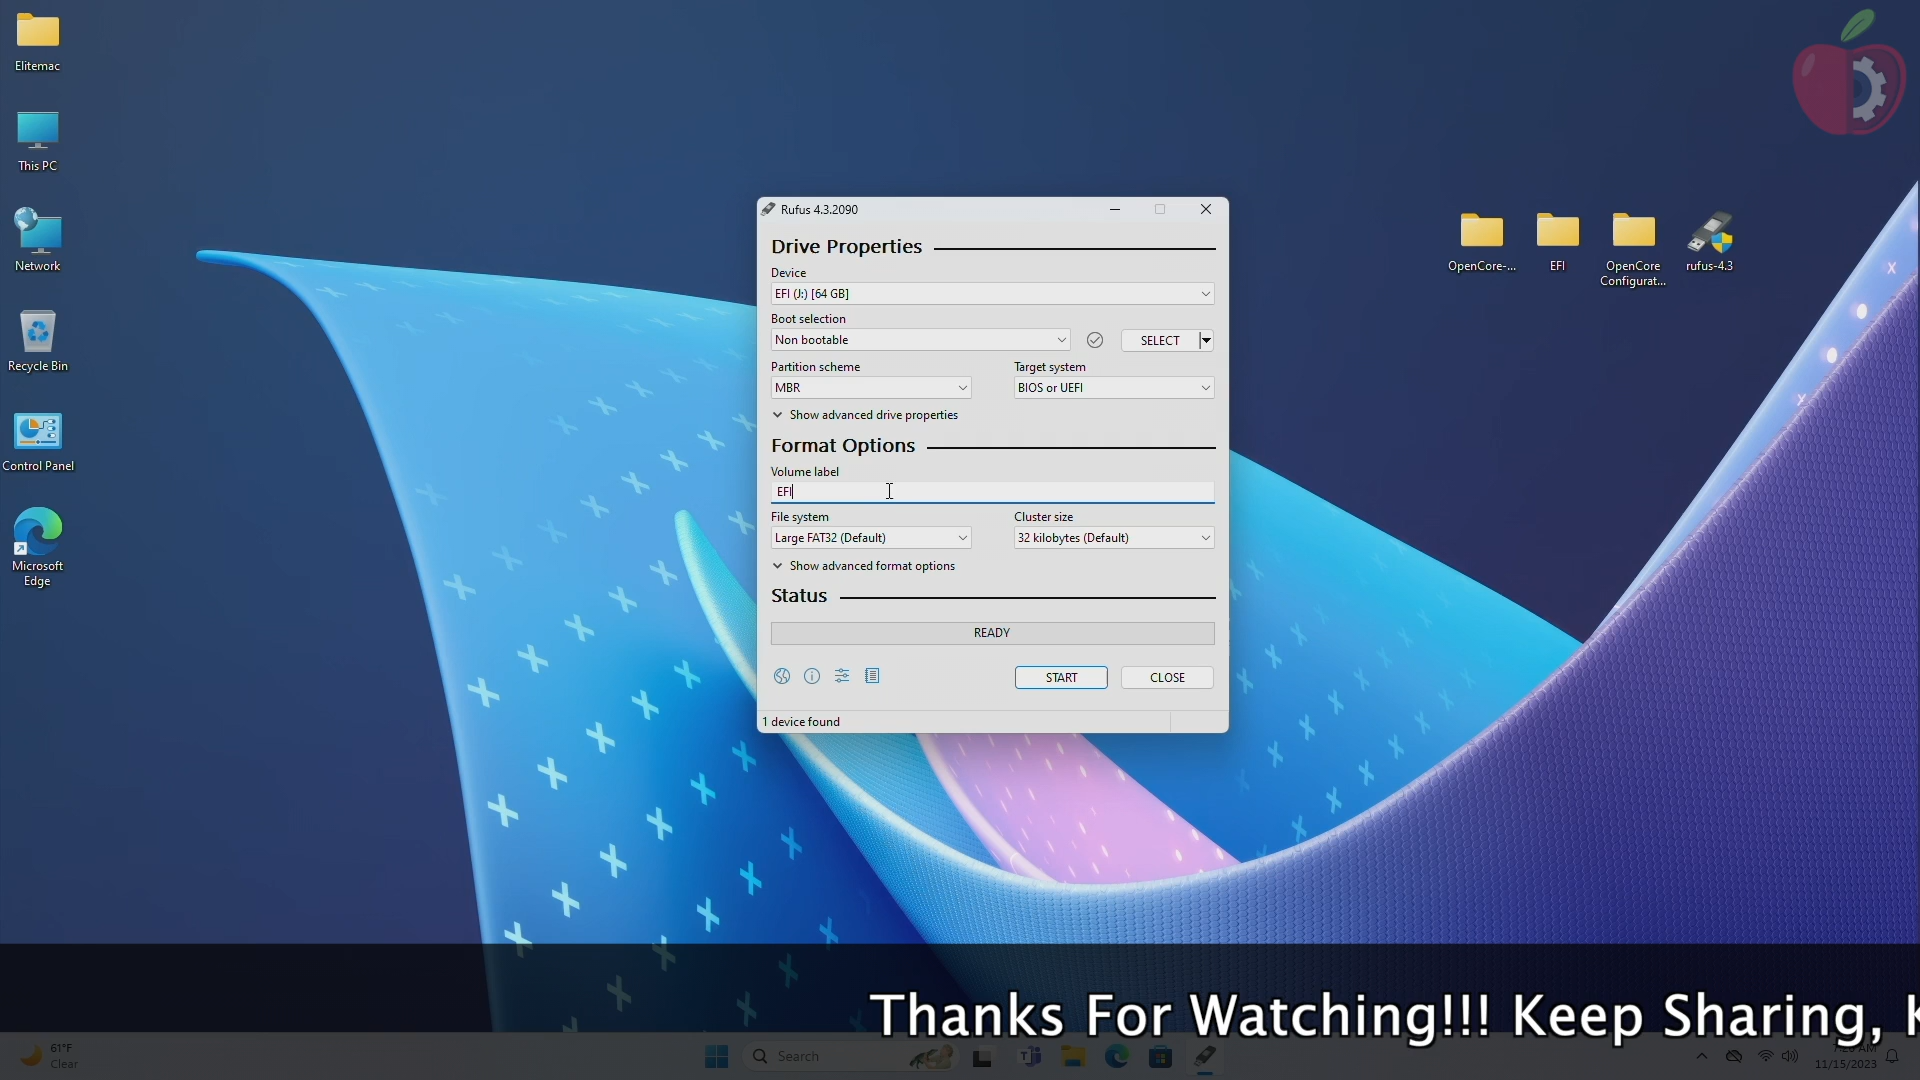 Elitemac
This PC
Network
Recycle Bin
Control Panel
Microsoft
Edge
OpenCore-...
EFI
OpenCore
Configurat...
rufus-4.3
Rufus 4.3.2090
Drive Properties
Device
EFI (J:) [64 GB]
Boot selection
Non bootable
SELECT
Partition scheme
Target system
MBR
BIOS or UEFI
Show advanced drive properties
Format Options
Volume label
EFI
File system
Cluster size
Large FAT32 (Default)
32 kilobytes (Default)
Show advanced format options
Status
READY
START
CLOSE
1 device found
Thanks For Watching!!! Keep Sharing,
61°F
Clear
Search
11/15/2023